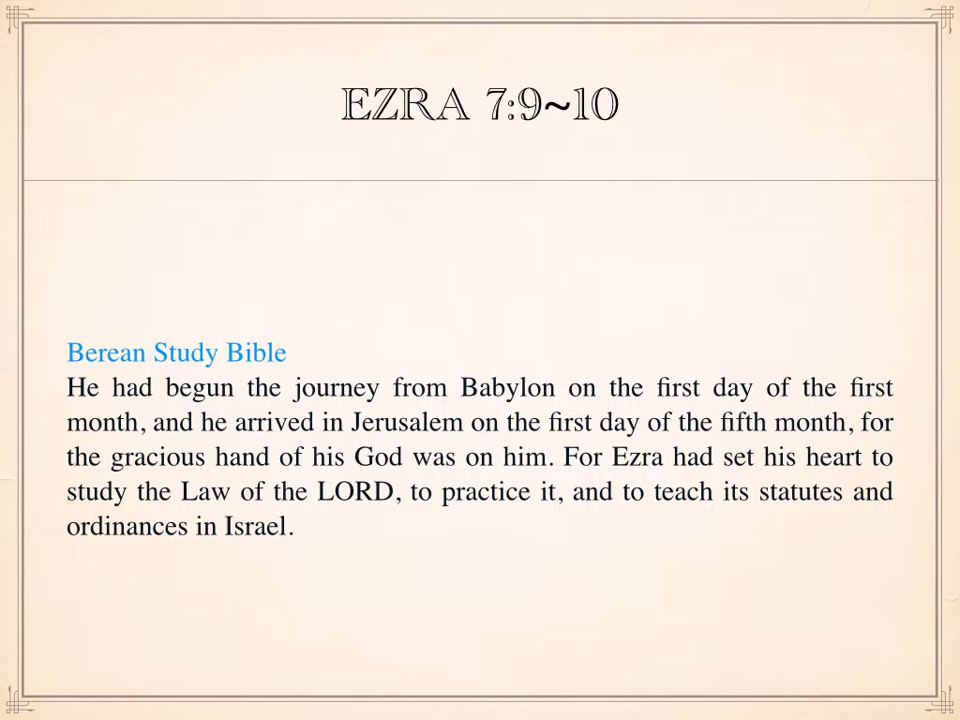 EZRA 7:9~10
Berean Study Bible
He had begun the journey from Babylon on the first day of the first
month, and he arrived in Jerusalem on the first day of the fifth month, for
the gracious hand of his God was on him. For Ezra had set his heart to
study the Law of the LORD, to practice it, and to teach its statutes and
ordinances in Israel.